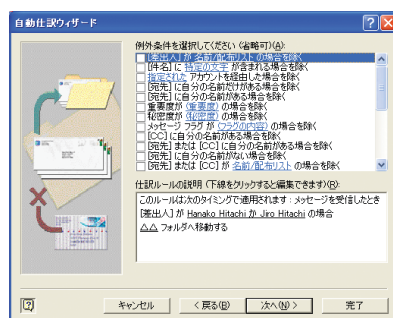 自動仕訳ウィザード
例外条件を選択してください (省略可)(A):
[差出人] が 名前/配布リスト の場合を除く
[件名] に 特定の文字 が含まれる場合を除く
指定された アカウントを経由した場合を除く
[宛先] に自分の名前だけがある場合を除く
[宛先] に自分の名前がある場合を除く
重要度が (重要度) の場合を除く
秘密度が (秘密度) の場合を除く
メッセージ フラグ が (フラグの内容) の場合を除く
[CC] に自分の名前がある場合を除く
[宛先] または [CC] に自分の名前がある場合を除く
[宛先] に自分の名前がない場合を除く
[宛先] または [CC] が 名前/配布リスト の場合を除く
仕訳ルールの説明 (下線をクリックすると編集できます)(R):
このルールは次のタイミングで適用されます : メッセージを受信したとき
[差出人] が Hanako Hitachi か Jiro Hitachi の場合
△△ フォルダへ移動する
キャンセル < 戻る(B) 次へ(N) > 完了